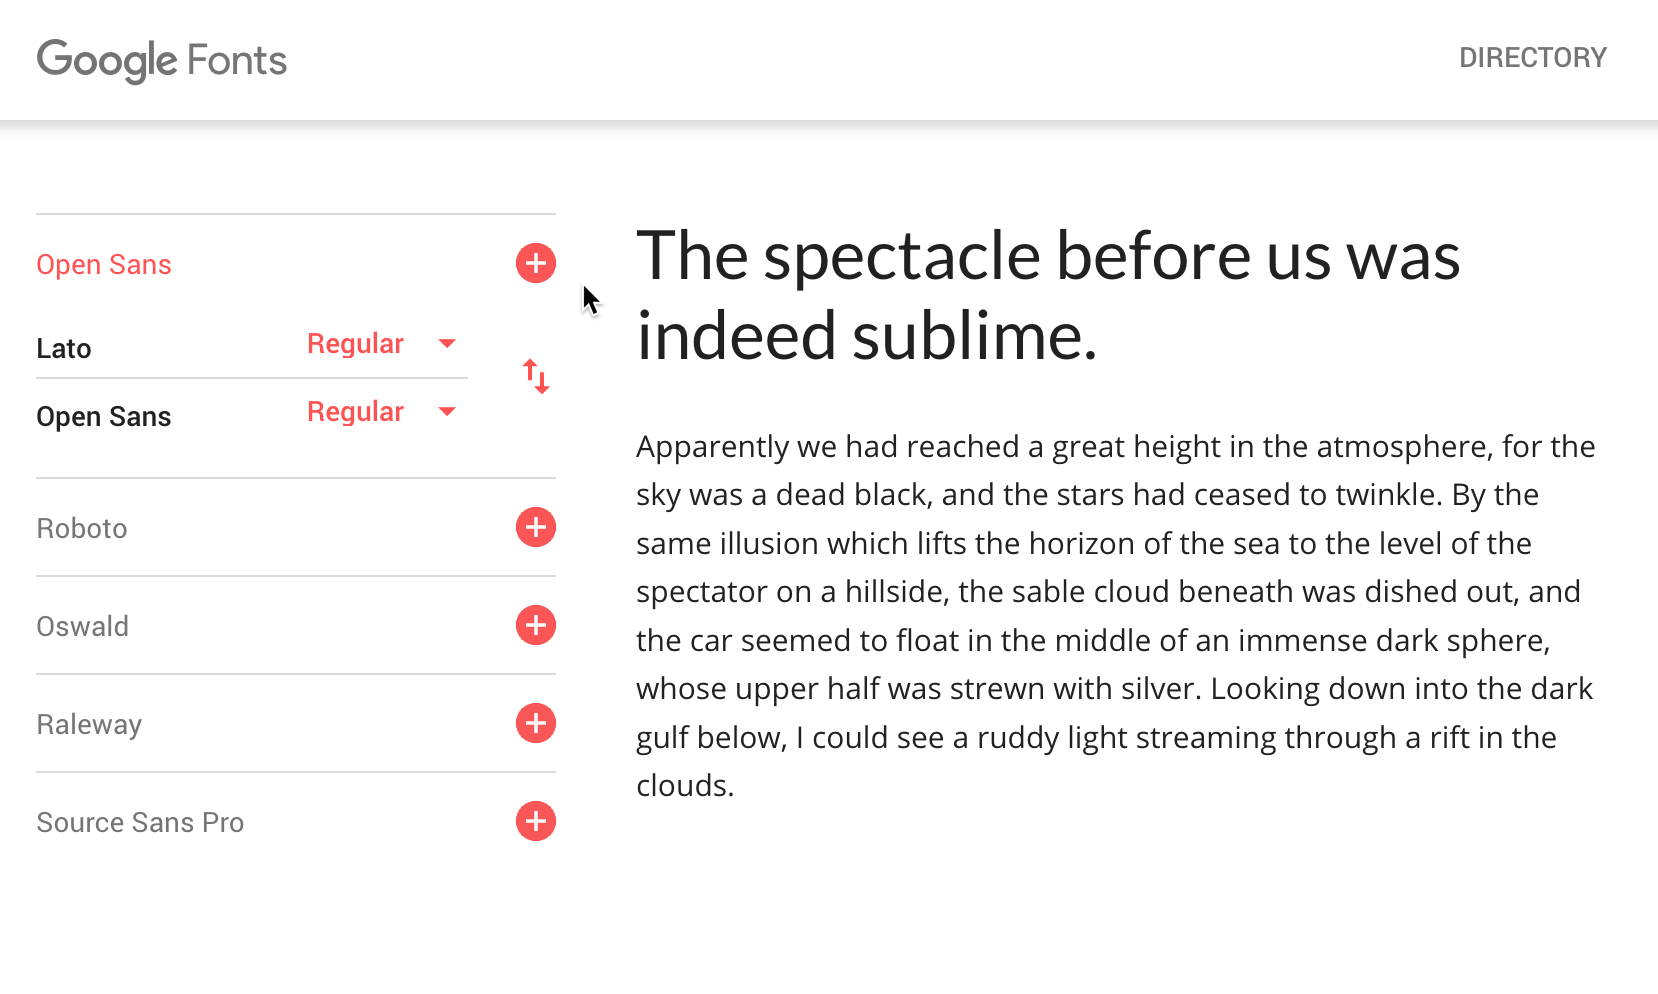 Google Fonts
DIRECTORY
Open Sans
Lato
Regular
Open Sans
Regular
Roboto
Oswald
Raleway
Source Sans Pro
The spectacle before us was
indeed sublime.
Apparently we had reached a great height in the atmosphere, for the
sky was a dead black, and the stars had ceased to twinkle. By the
same illusion which lifts the horizon of the sea to the level of the
spectator on a hillside, the sable cloud beneath was dished out, and
the car seemed to float in the middle of an immense dark sphere,
whose upper half was strewn with silver. Looking down into the dark
gulf below, I could see a ruddy light streaming through a rift in the
clouds.